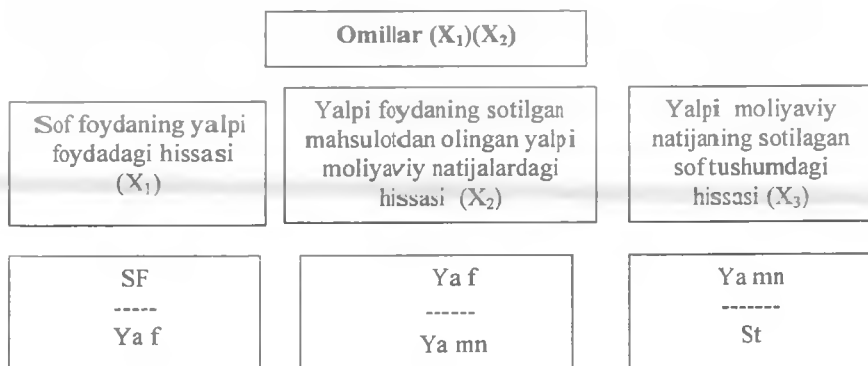 Omillar (X₁)(X₂)
Sof foydaning yalpi
foydadagi hissasi
(X₁)
Yalpi foydaning sotilgan
mahsulotdan olingan yalpi
moliyaviy natijalardagi
hissasi (X₂)
Yalpi moliyaviy
natijaning sotilagan
sof tushumdagi
hissasi (X₃)
SF
-----
Ya f
Ya f
------
Ya mn
Ya mn
-------
St